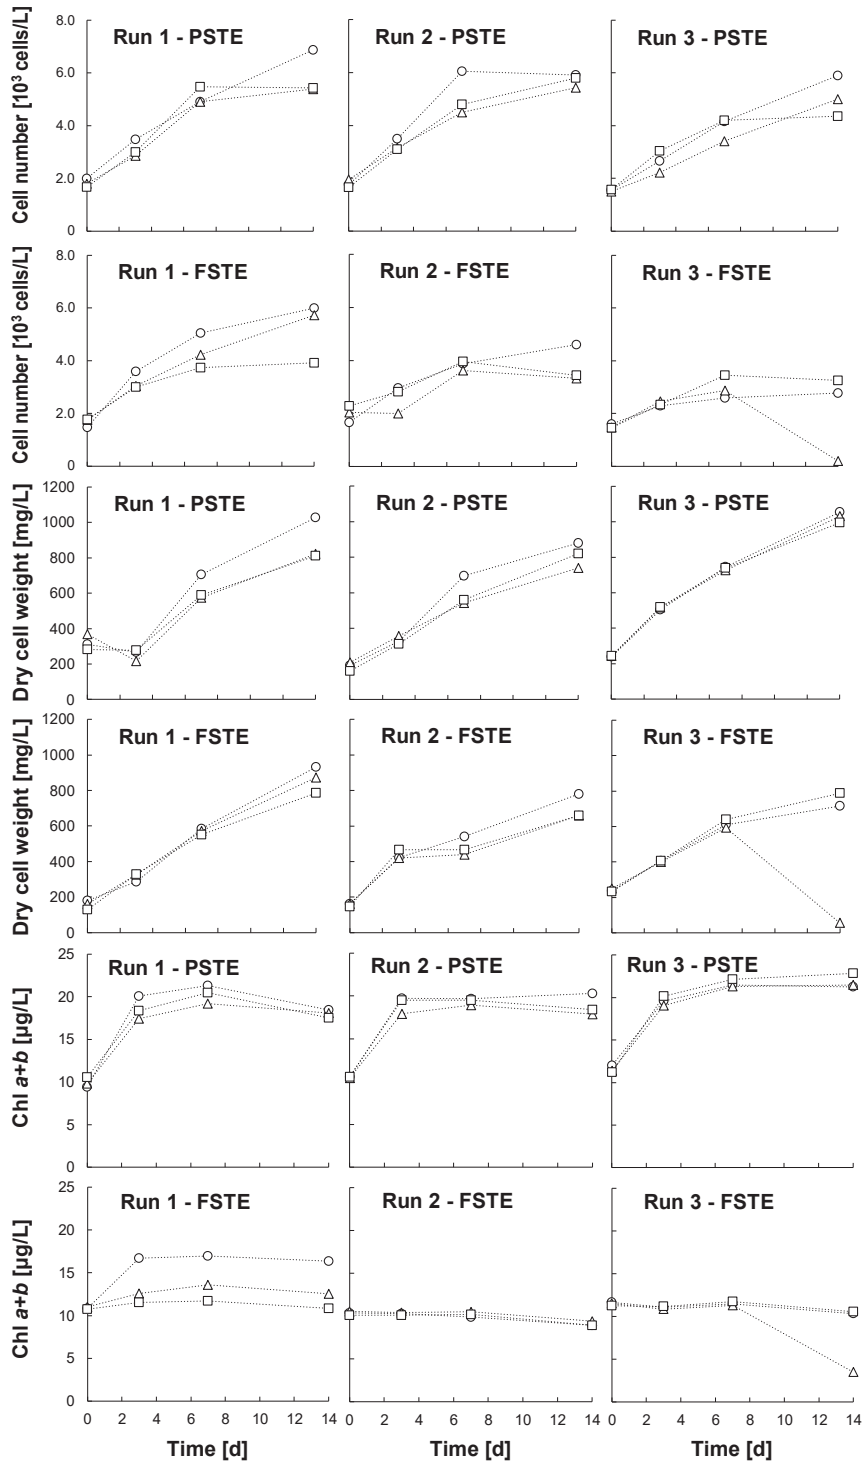 Cell number [10³ cells/L]
8.0
6.0
4.0
2.0
0
Run 1 - PSTE
Run 2 - PSTE
Run 3 - PSTE
Cell number [10³ cells/L]
8.0
6.0
4.0
2.0
0
Run 1 - FSTE
Run 2 - FSTE
Run 3 - FSTE
Dry cell weight [mg/L]
1200
1000
800
600
400
200
0
Run 1 - PSTE
Run 2 - PSTE
Run 3 - PSTE
Dry cell weight [mg/L]
1200
1000
800
600
400
200
0
Run 1 - FSTE
Run 2 - FSTE
Run 3 - FSTE
Chl a+b [µg/L]
25
20
15
10
5
0
Run 1 - PSTE
Run 2 - PSTE
Run 3 - PSTE
Chl a+b [µg/L]
25
20
15
10
5
0
Run 1 - FSTE
Run 2 - FSTE
Run 3 - FSTE
0 2 4 6 8 10 12 14 0 2 4 6 8 10 12 14 0 2 4 6 8 10 12 14
Time [d] Time [d] Time [d]